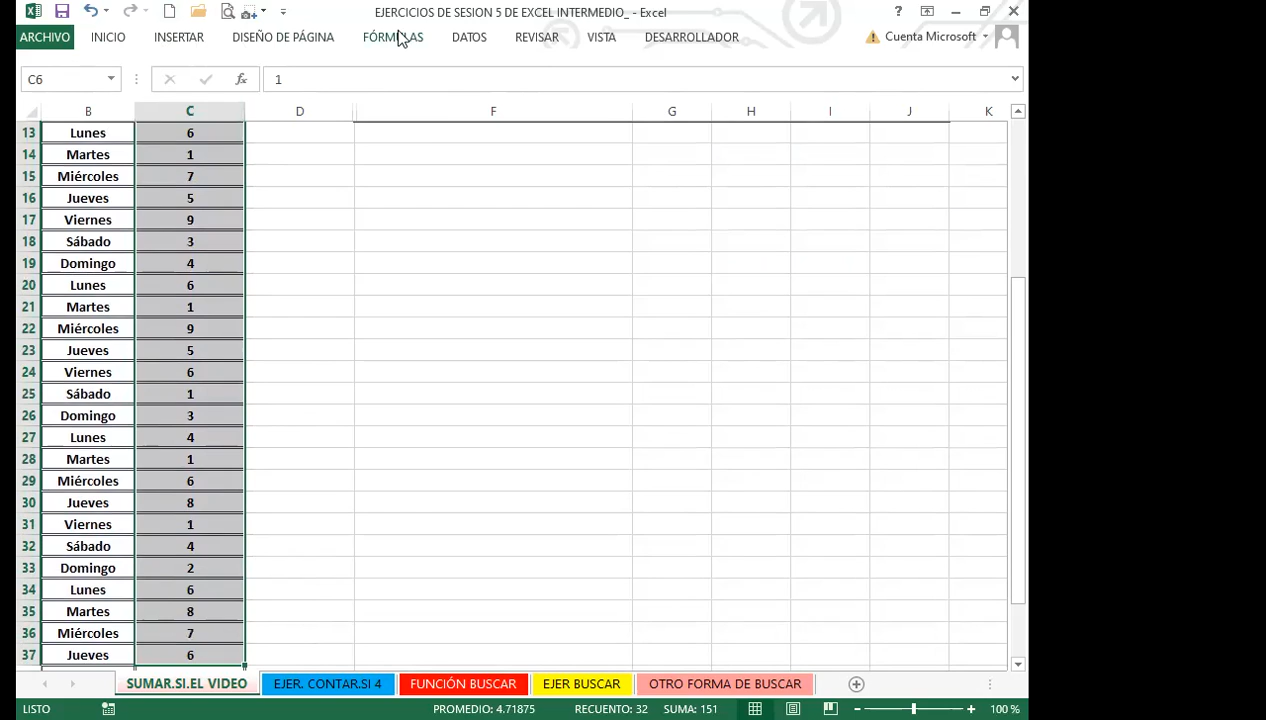 EJERCICIOS DE SESION 5 DE EXCEL INTERMEDIO_ - Excel
?
ARCHIVO INICIO INSERTAR DISEÑO DE PÁGINA FÓRMULAS DATOS REVISAR VISTA DESARROLLADOR Cuenta Microsoft
C6 fx 1
B C D F G H I J K
13 Lunes 6
14 Martes 1
15 Miércoles 7
16 Jueves 5
17 Viernes 9
18 Sábado 3
19 Domingo 4
20 Lunes 6
21 Martes 1
22 Miércoles 9
23 Jueves 5
24 Viernes 6
25 Sábado 1
26 Domingo 3
27 Lunes 4
28 Martes 1
29 Miércoles 6
30 Jueves 8
31 Viernes 1
32 Sábado 4
33 Domingo 2
34 Lunes 6
35 Martes 8
36 Miércoles 7
37 Jueves 6
SUMAR.SI.EL VIDEO EJER. CONTAR.SI 4 FUNCIÓN BUSCAR EJER BUSCAR OTRO FORMA DE BUSCAR
LISTO PROMEDIO: 4.71875 RECUENTO: 32 SUMA: 151 100 %